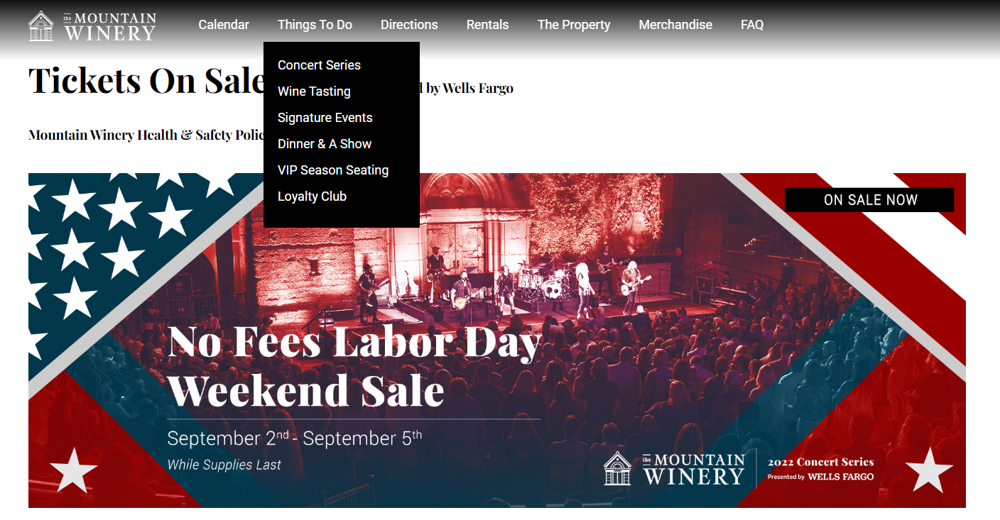 the MOUNTAIN
WINERY
Calendar Things To Do Directions Rentals The Property Merchandise FAQ
Concert Series
Wine Tasting
Signature Events
Dinner & A Show
VIP Season Seating
Loyalty Club
Tickets On Sale by Wells Fargo
Mountain Winery Health & Safety
ON SALE NOW
No Fees Labor Day
Weekend Sale
September 2nd - September 5th
While Supplies Last
the MOUNTAIN
WINERY
2022 Concert Series
Presented by WELLS FARGO